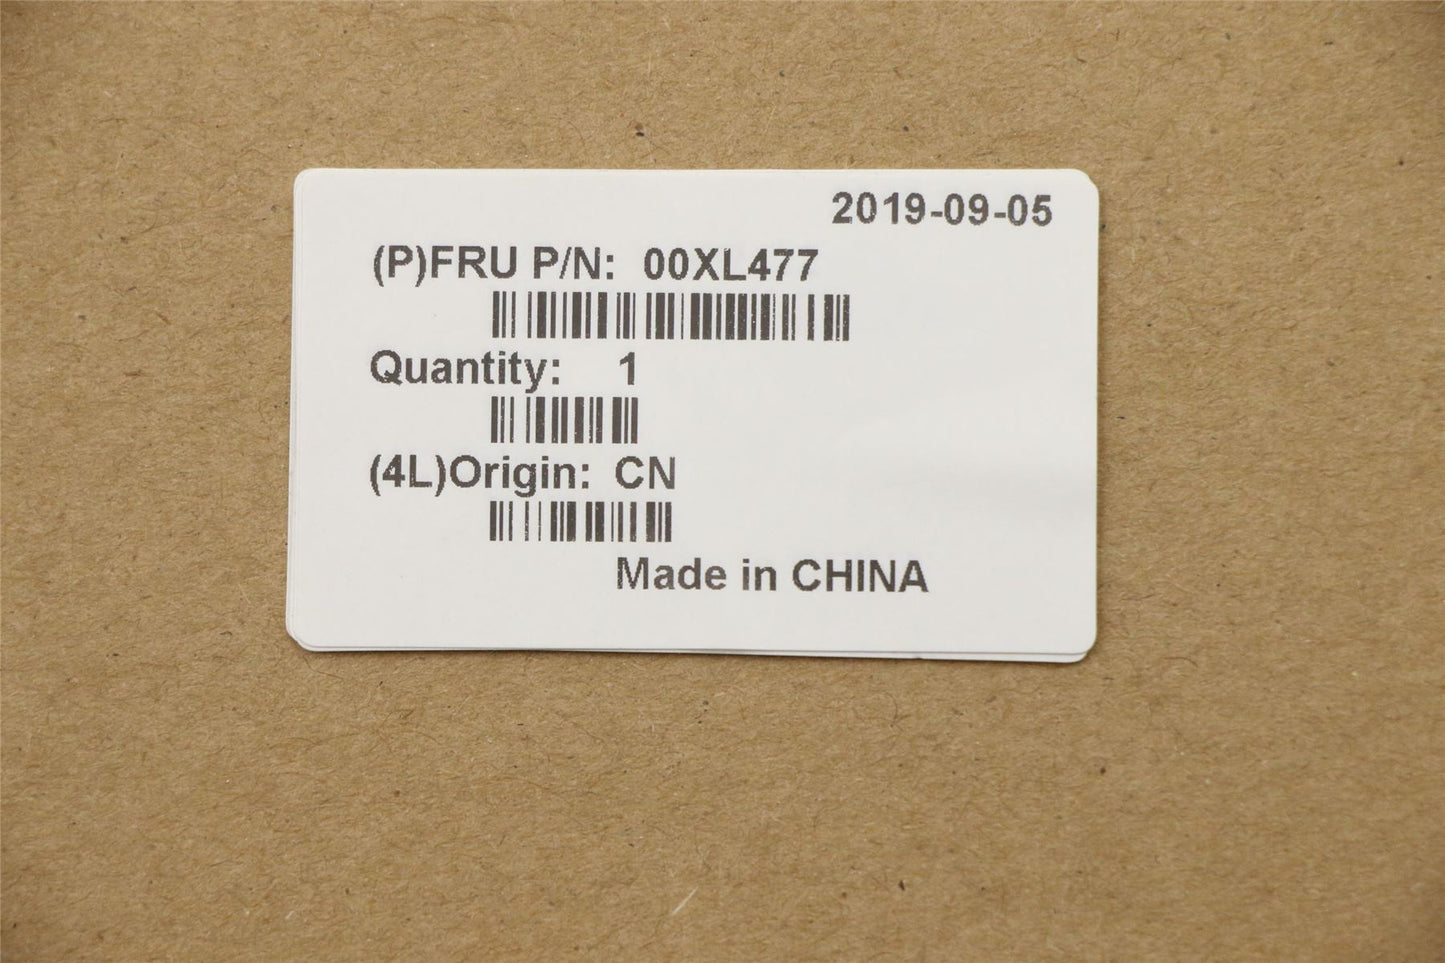 2019-09-05
(P)FRU P/N: 00XL477
Quantity: 1
(4L)Origin: CN
Made in CHINA